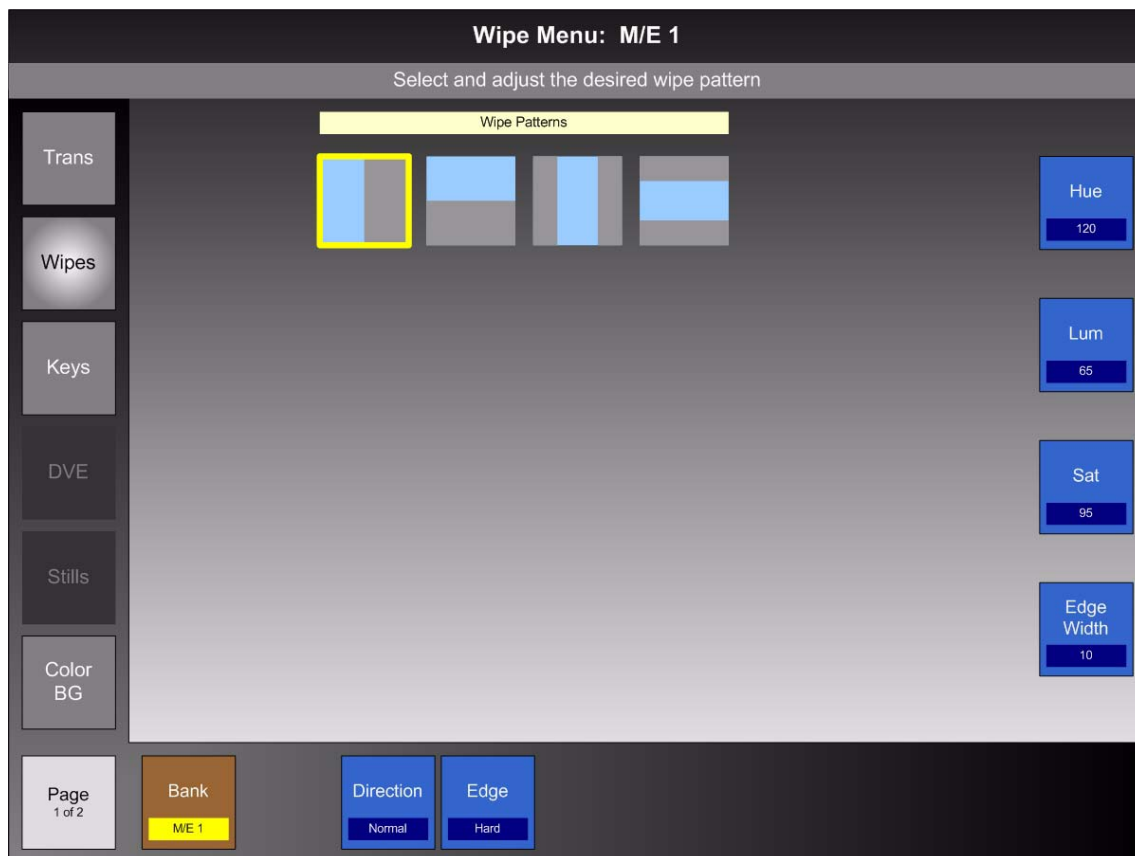 Wipe Menu: M/E 1
Select and adjust the desired wipe pattern
Wipe Patterns
Trans
Wipes
Keys
DVE
Stills
Color
BG
Hue
120
Lum
65
Sat
95
Edge
Width
10
Page
1 of 2
Bank
M/E 1
Direction
Normal
Edge
Hard